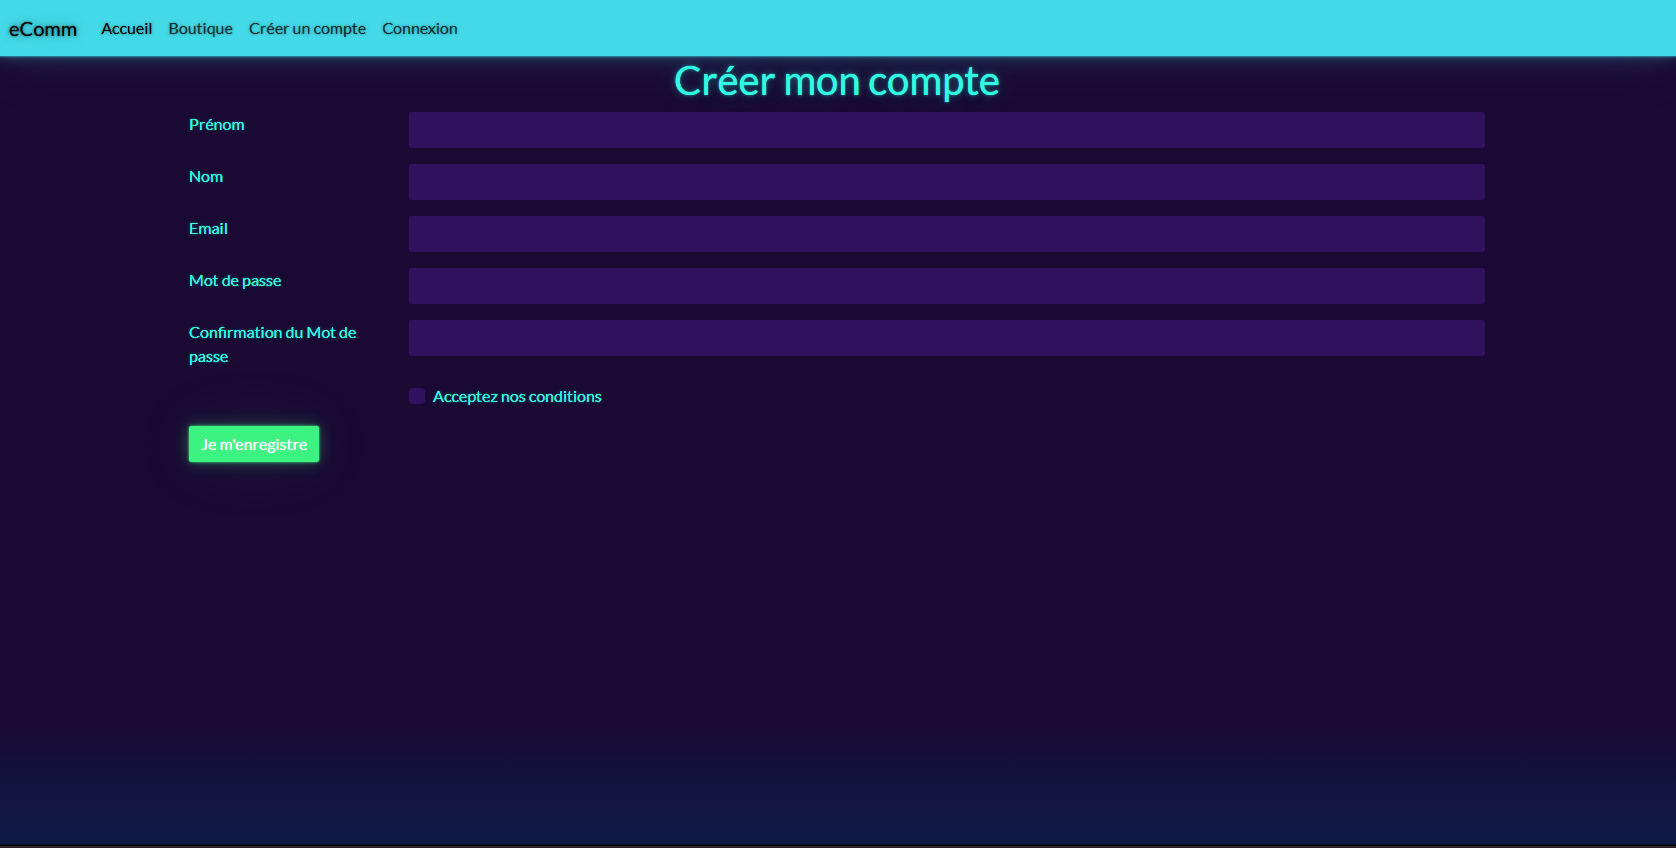 eComm Accueil Boutique Créer un compte Connexion
Créer mon compte
Prénom
Nom
Email
Mot de passe
Confirmation du Mot de
passe
Acceptez nos conditions
Je m'enregistre